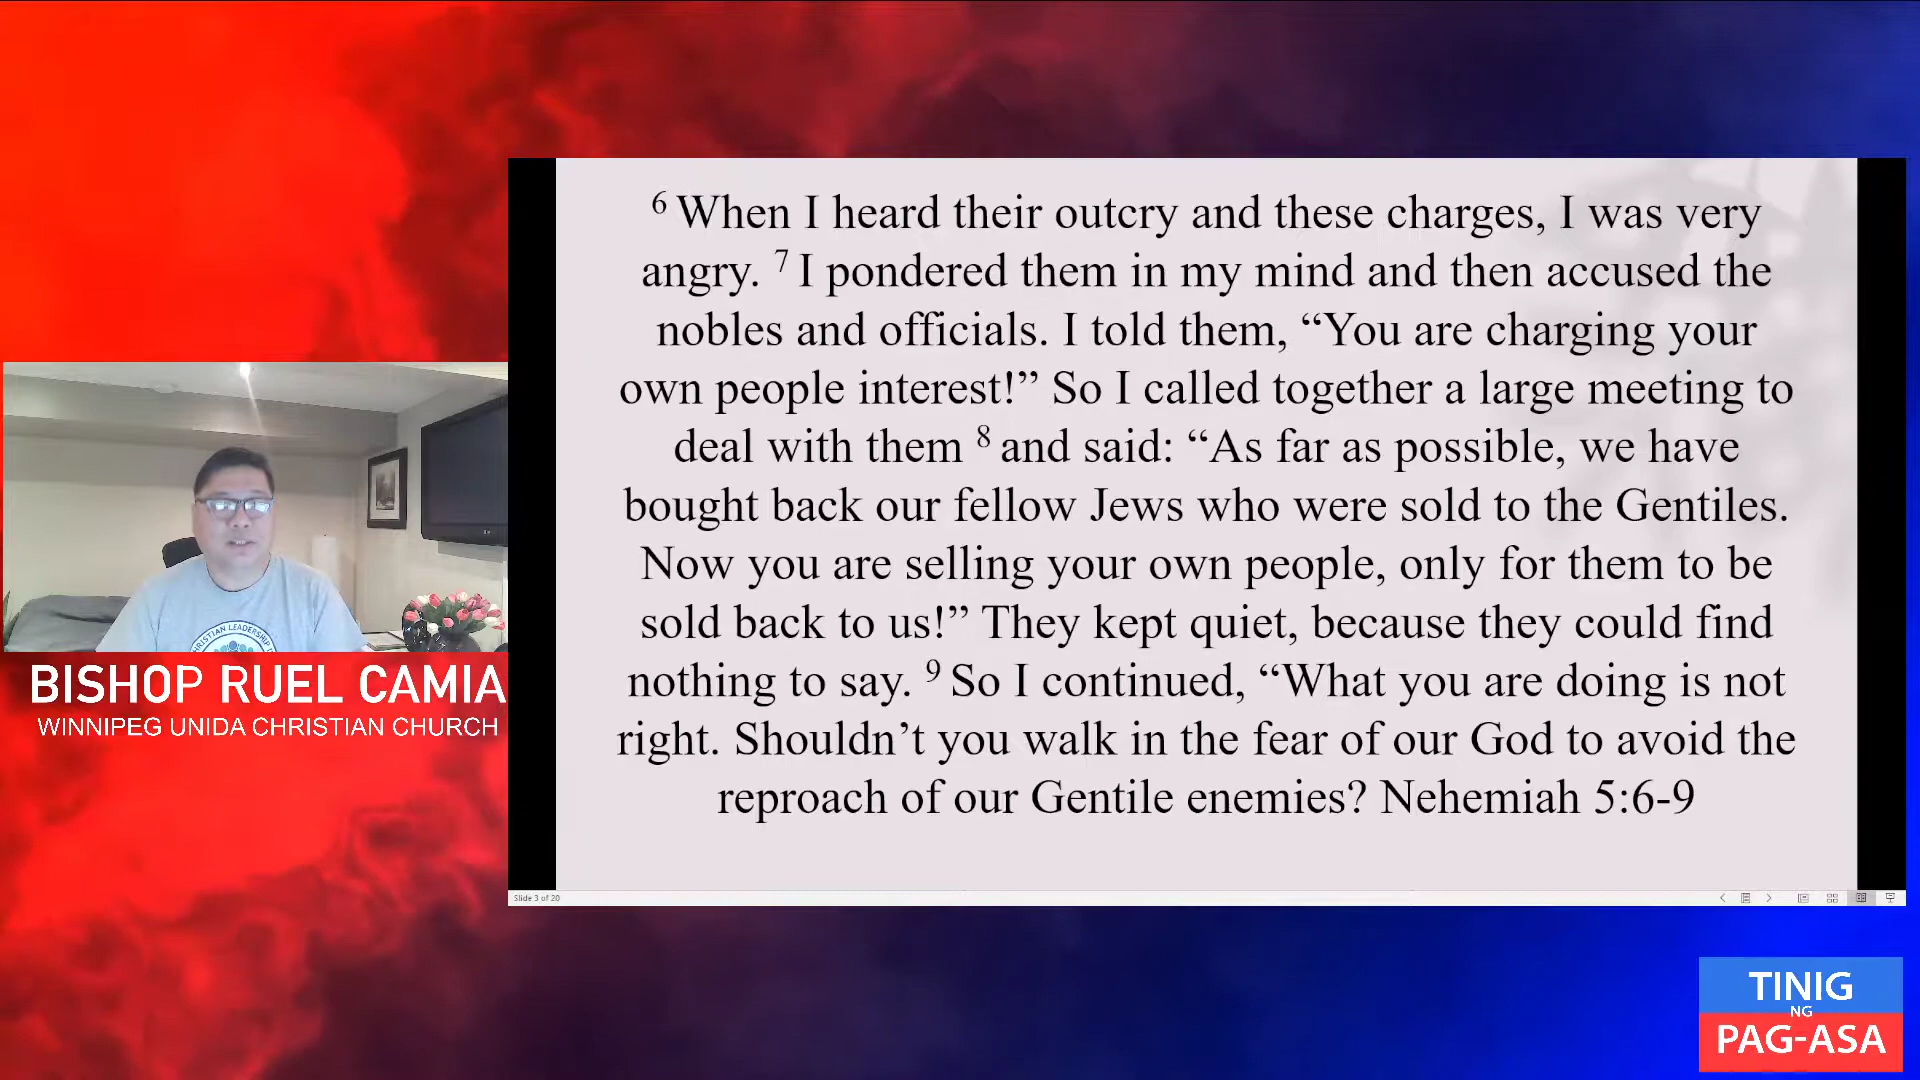 ⁶ When I heard their outcry and these charges, I was very
angry. ⁷ I pondered them in my mind and then accused the
nobles and officials. I told them, “You are charging your
own people interest!” So I called together a large meeting to
deal with them ⁸ and said: “As far as possible, we have
bought back our fellow Jews who were sold to the Gentiles.
Now you are selling your own people, only for them to be
sold back to us!” They kept quiet, because they could find
nothing to say. ⁹ So I continued, “What you are doing is not
right. Shouldn’t you walk in the fear of our God to avoid the
reproach of our Gentile enemies? Nehemiah 5:6-9
Slide 3 of 20
BISHOP RUEL CAMIA
WINNIPEG UNIDA CHRISTIAN CHURCH
TINIG
NG
PAG-ASA